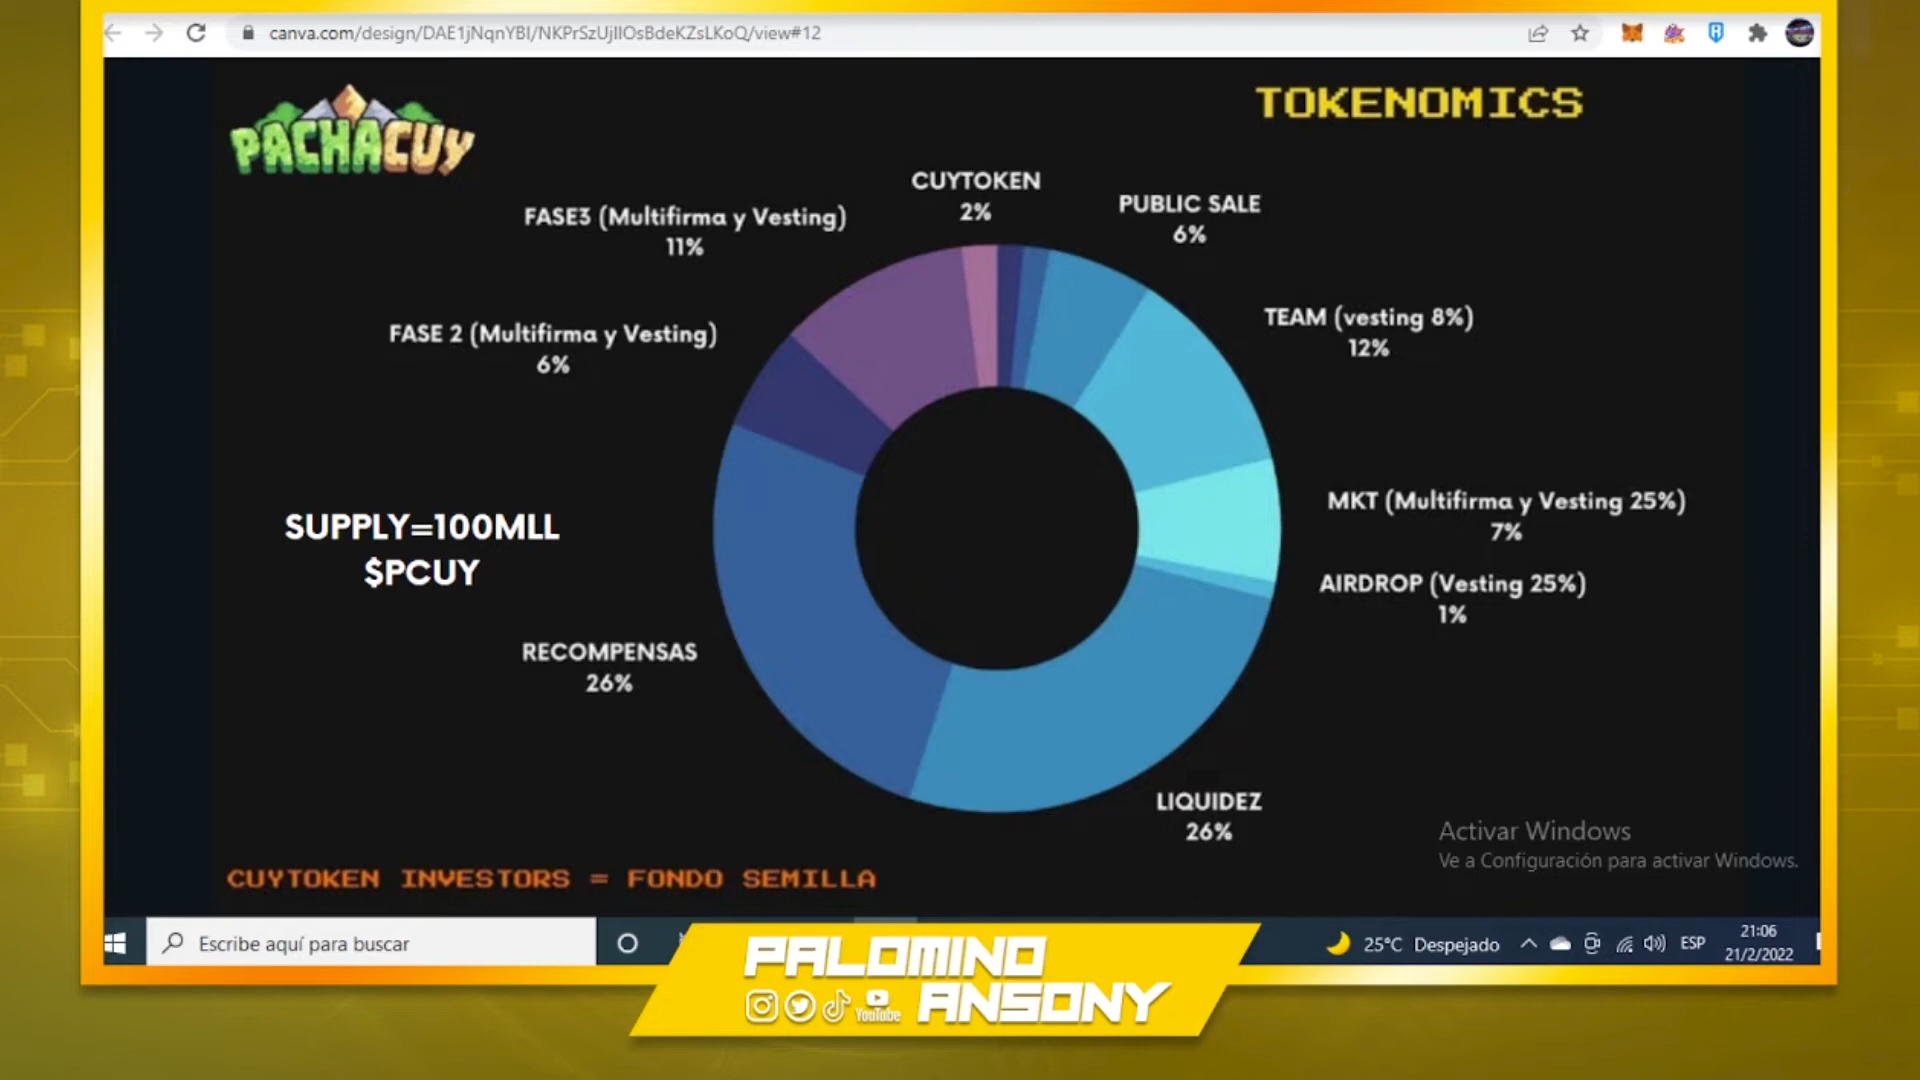 canva.com/design/DAE1jNqnYBI/NKPrSzUjIIOsBdeKZsLKoQ/view#12
PACHACUY
TOKENOMICS
CUYTOKEN
2%
PUBLIC SALE
6%
FASE3 (Multifirma y Vesting)
11%
TEAM (vesting 8%)
12%
FASE 2 (Multifirma y Vesting)
6%
MKT (Multifirma y Vesting 25%)
7%
SUPPLY=100MLL
$PCUY
AIRDROP (Vesting 25%)
1%
RECOMPENSAS
26%
LIQUIDEZ
26%
Activar Windows
Ve a Configuración para activar Windows.
CUYTOKEN INVESTORS = FONDO SEMILLA
Escribe aquí para buscar
25°C Despejado
ESP
21:06
21/2/2022
PALOMINO
YouTube
ANSONY